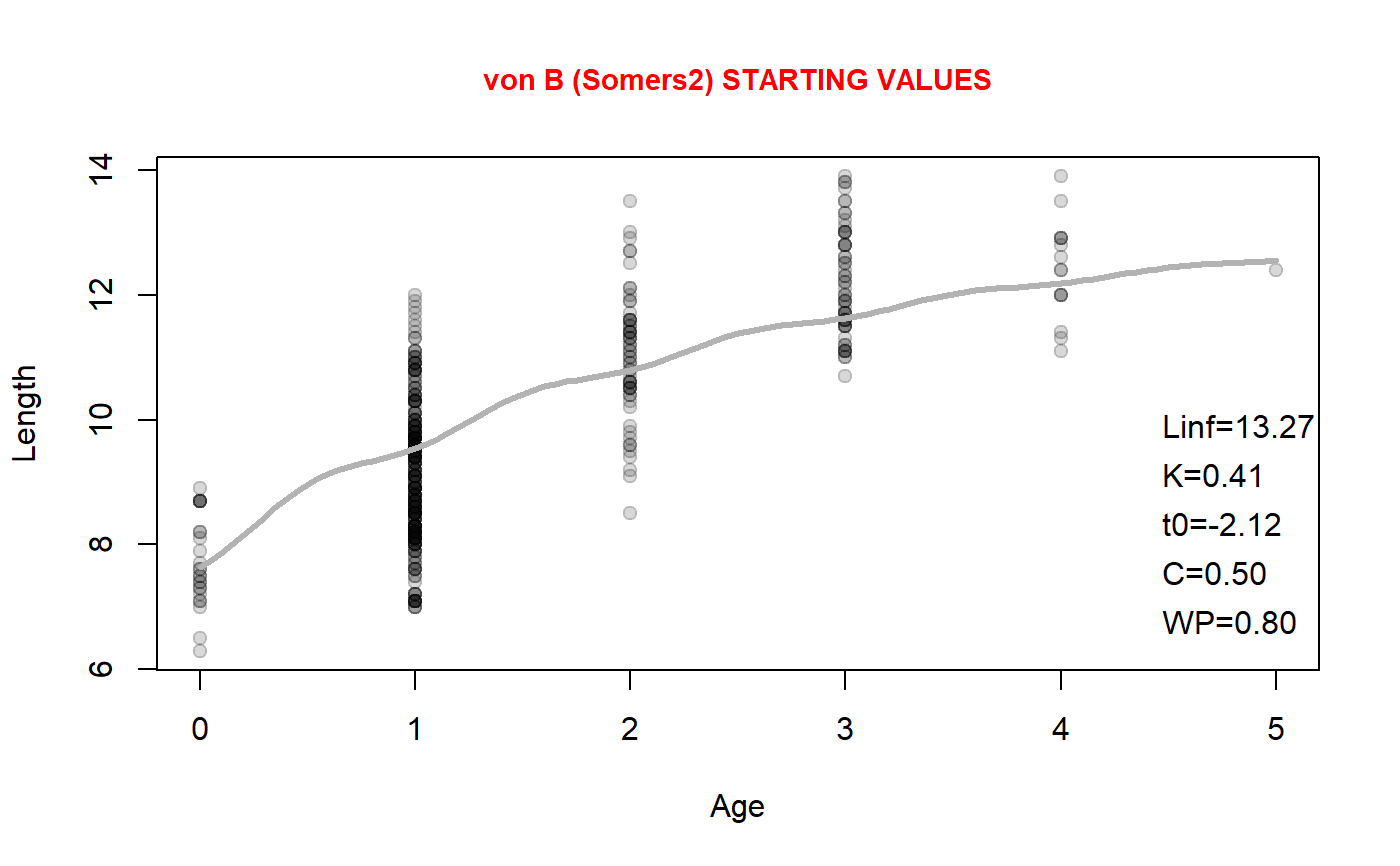 von B (Somers2) STARTING VALUES
14
12
10
8
6
Length
Linf=13.27
K=0.41
t0=-2.12
C=0.50
WP=0.80
0 1 2 3 4 5
Age